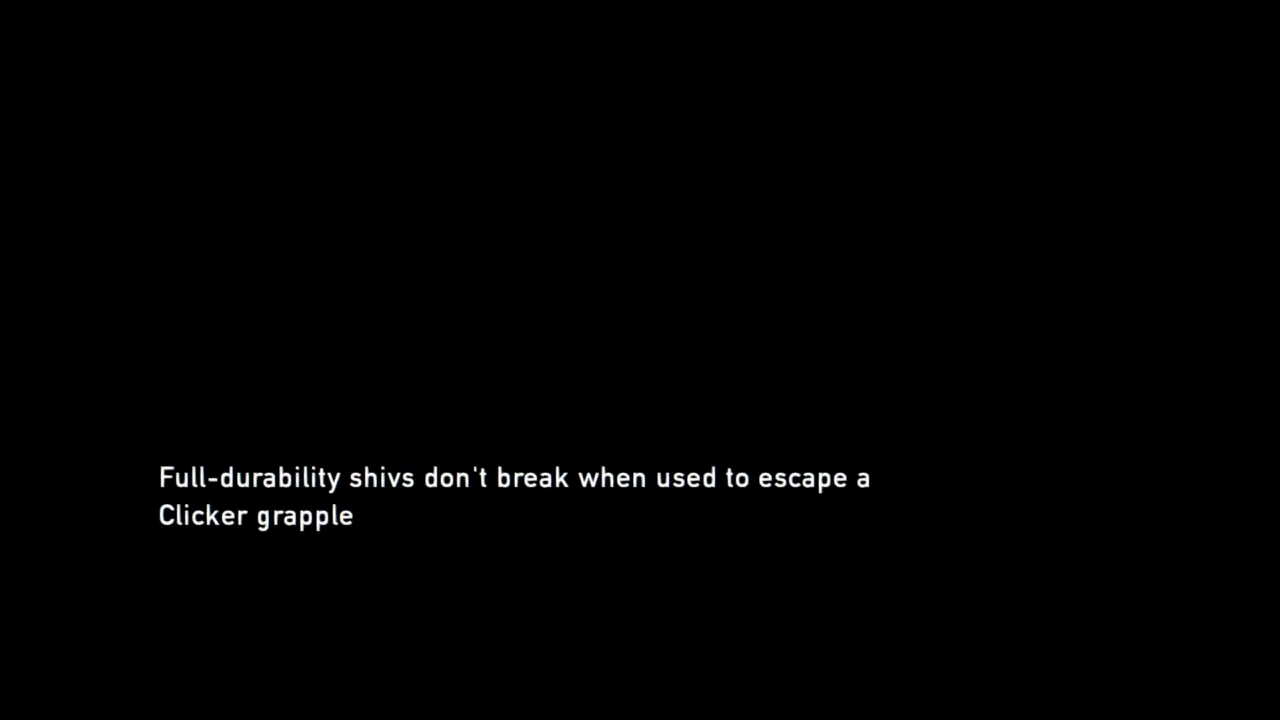 Full-durability shivs don't break when used to escape a
Clicker grapple